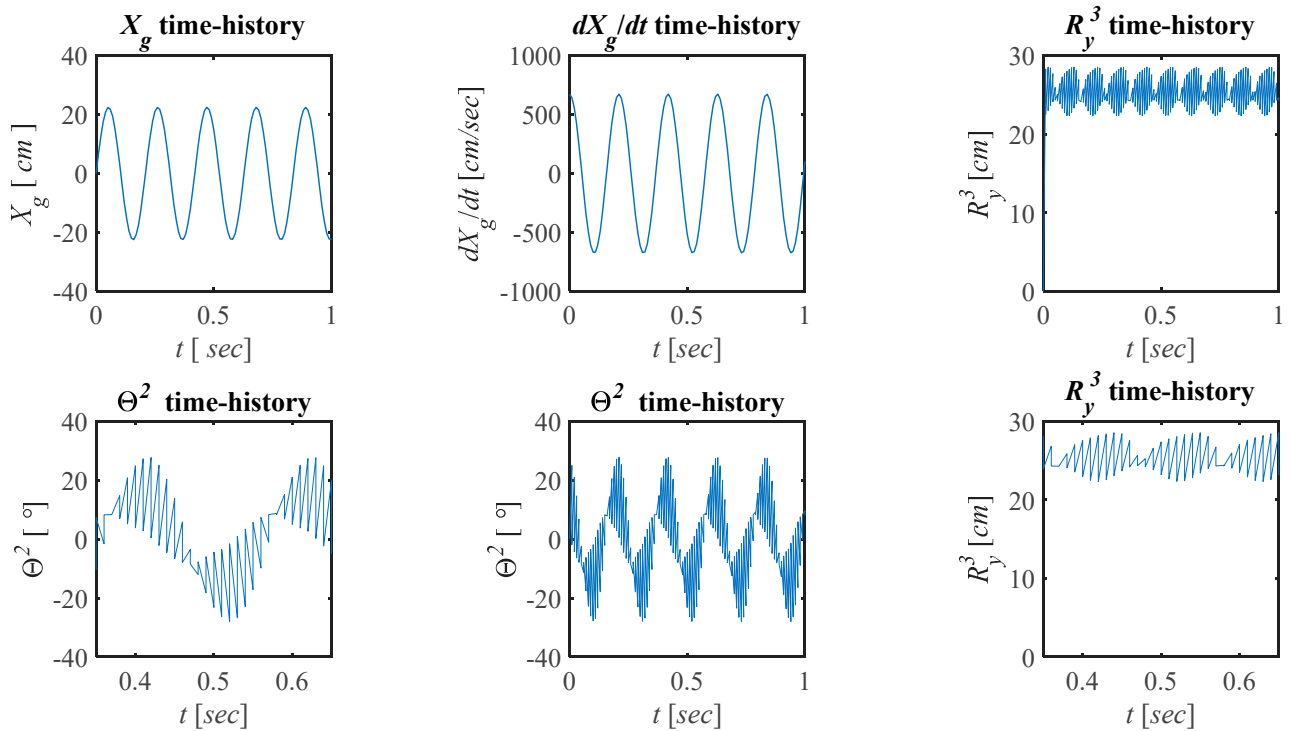 X_g time-history
40
20
0
-20
-40
X_g [ cm ]
0 0.5 1
t [ sec]
dX_g/dt time-history
1000
500
0
-500
-1000
dX_g/dt [cm/sec]
0 0.5 1
t [sec]
R_y^3 time-history
30
20
10
0
R_y^3 [cm]
0 0.5 1
t [sec]
Θ^2 time-history
40
20
0
-20
-40
Θ^2 [ °]
0.4 0.5 0.6
t [sec]
Θ^2 time-history
40
20
0
-20
-40
Θ^2 [ °]
0 0.5 1
t [sec]
R_y^3 time-history
30
20
10
0
R_y^3 [cm]
0.4 0.5 0.6
t [sec]